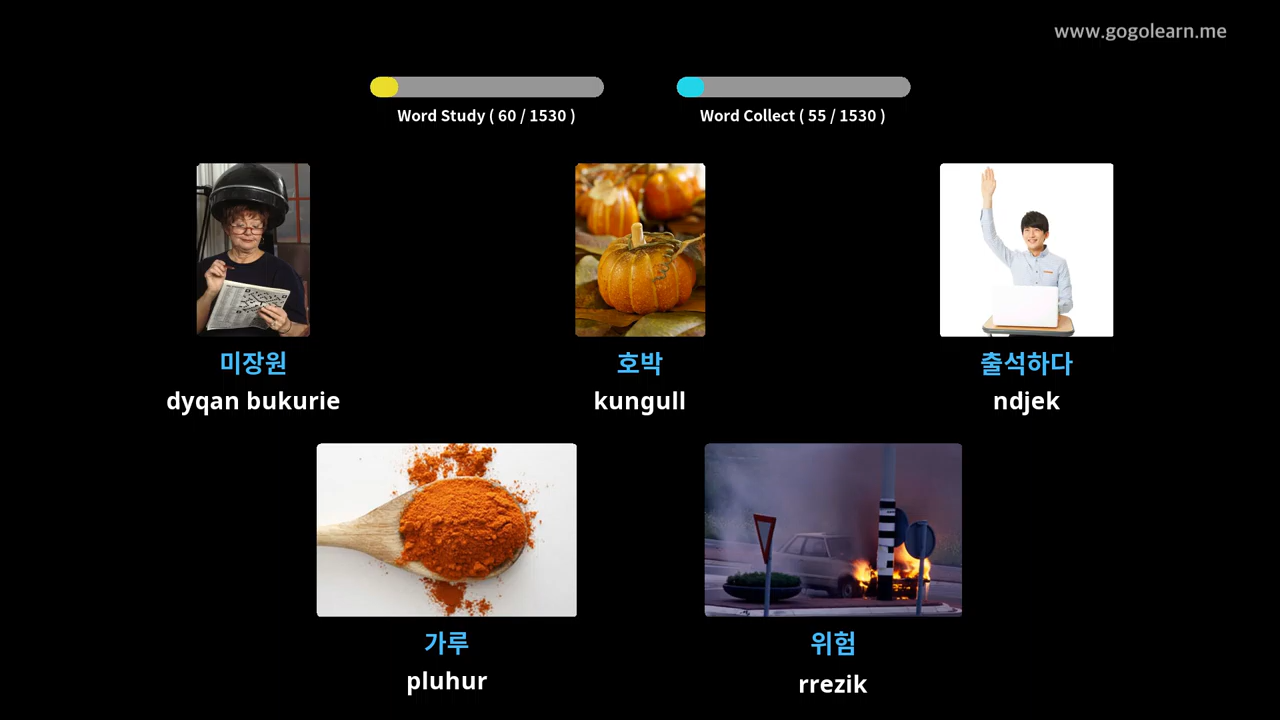 www.gogolearn.me
Word Study ( 60 / 1530 )
Word Collect ( 55 / 1530 )
미장원
dyqan bukurie
호박
kungull
출석하다
ndjek
가루
pluhur
위험
rrezik